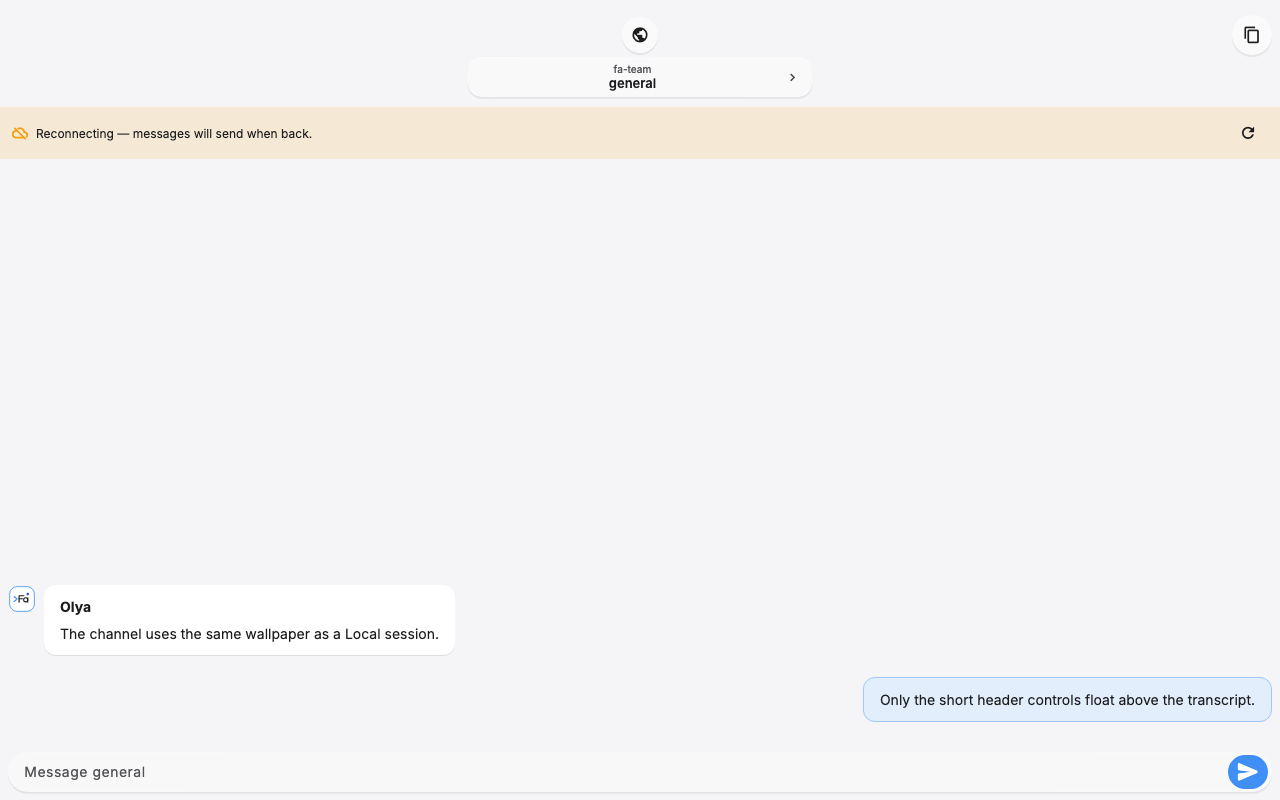 fa-team
general
Reconnecting — messages will send when back.
>Fa
Olya
The channel uses the same wallpaper as a Local session.
Only the short header controls float above the transcript.
Message general